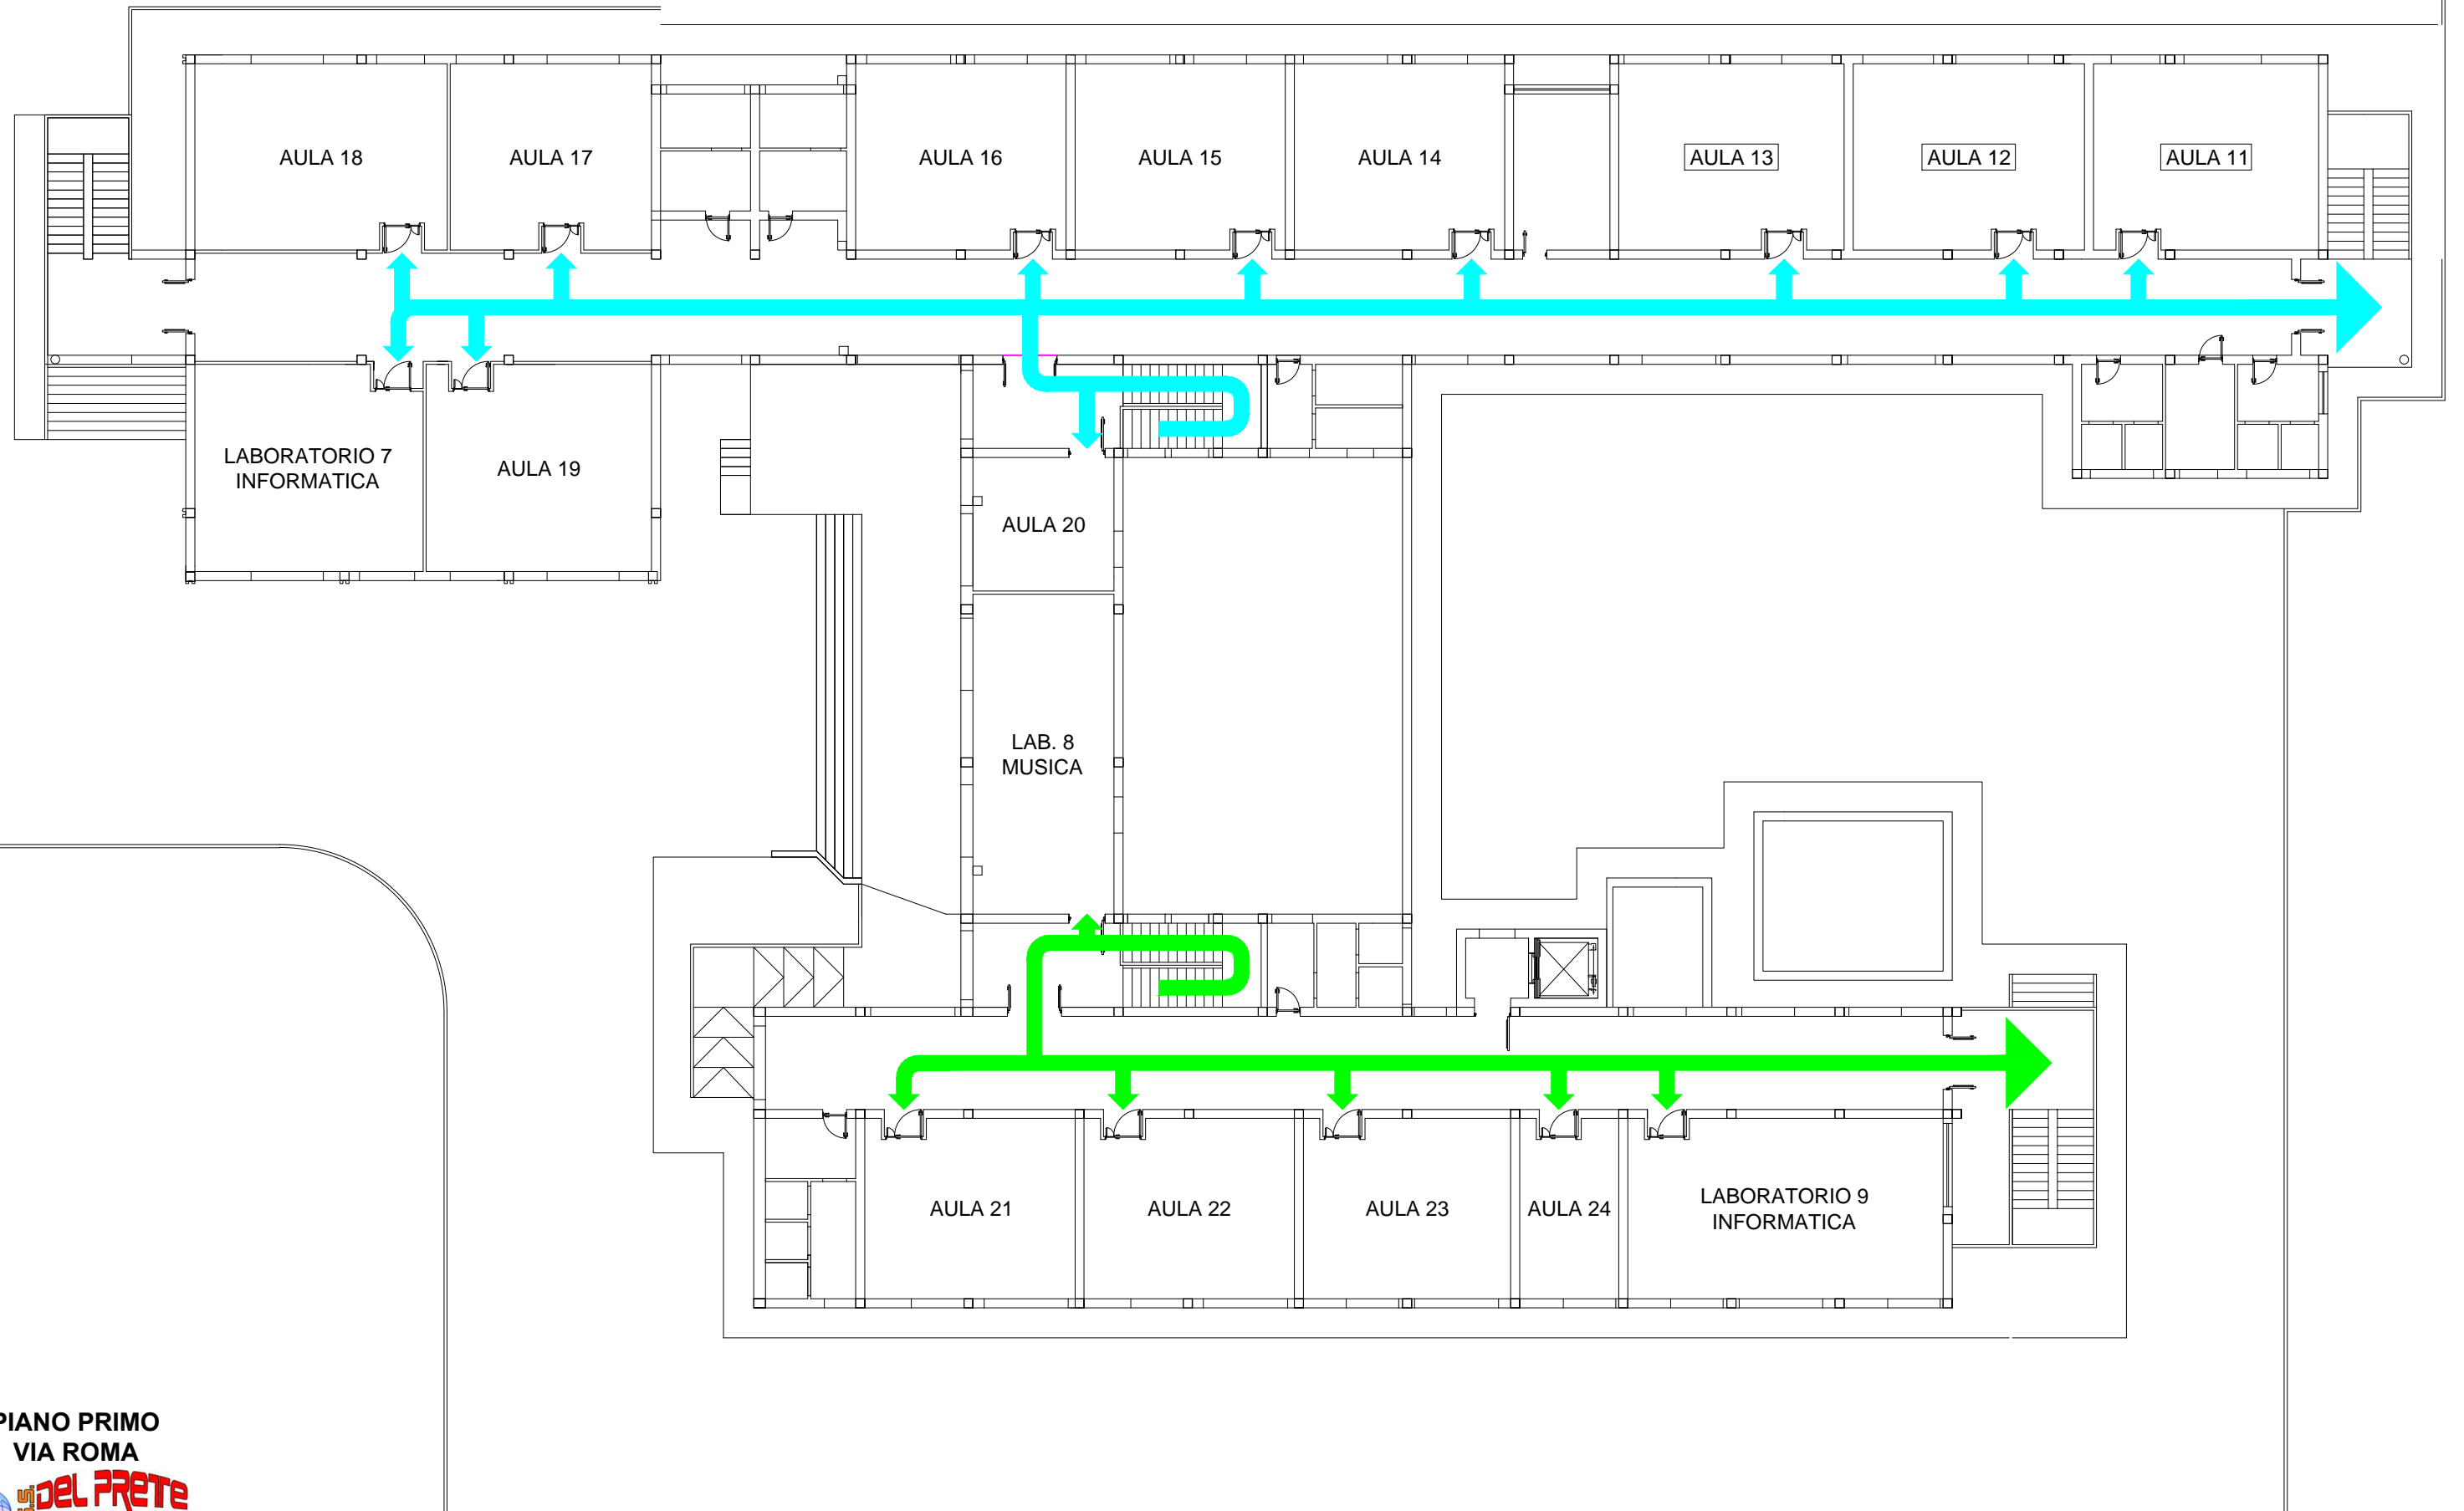 AULA 18
AULA 17
AULA 16
AULA 15
AULA 14
AULA 13
AULA 12
AULA 11
LABORATORIO 7
INFORMATICA
AULA 19
AULA 20
LAB. 8
MUSICA
AULA 21
AULA 22
AULA 23
AULA 24
LABORATORIO 9
INFORMATICA
PIANO PRIMO
VIA ROMA
DEL PRETE